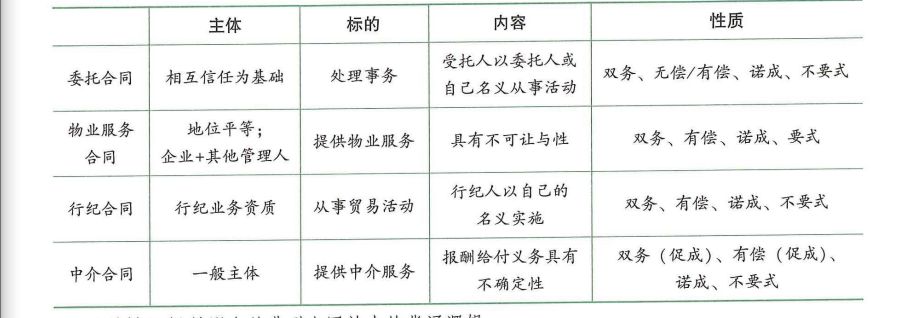 主体 标的 内容 性质
委托合同 相互信任为基础 处理事务 受托人以委托人或 双务、无偿/有偿、诺成、不要式
自己名义从事活动
物业服务 地位平等； 提供物业服务 具有不可让与性 双务、有偿、诺成、要式
合同 企业+其他管理人
行纪合同 行纪业务资质 从事贸易活动 行纪人以自己的 双务、有偿、诺成、不要式
名义实施
中介合同 一般主体 提供中介服务 报酬给付义务具有 双务（促成）、有偿（促成）、
不确定性 诺成、不要式